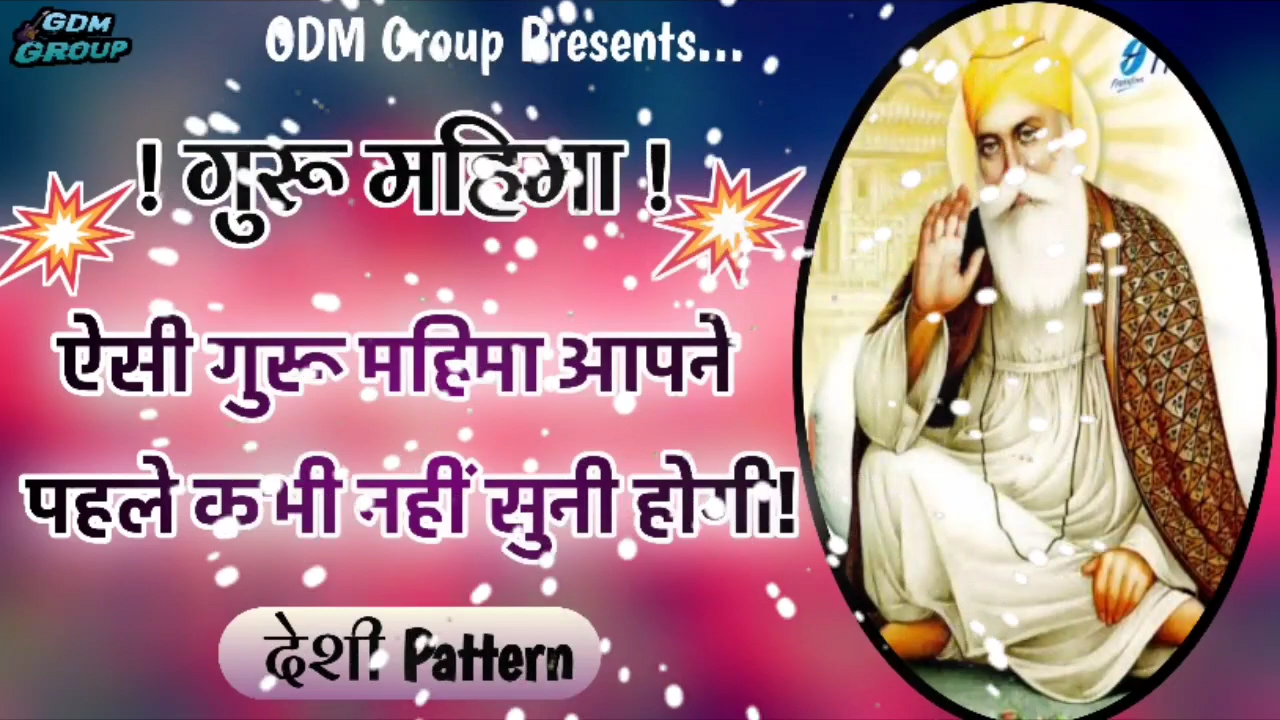 GDM
GROUP
GDM Group Presents...
! गुरू महिमा !
ऐसी गुरू महिमा आपने
पहले कभी नहीं सुनी होगी!
देशी Pattern